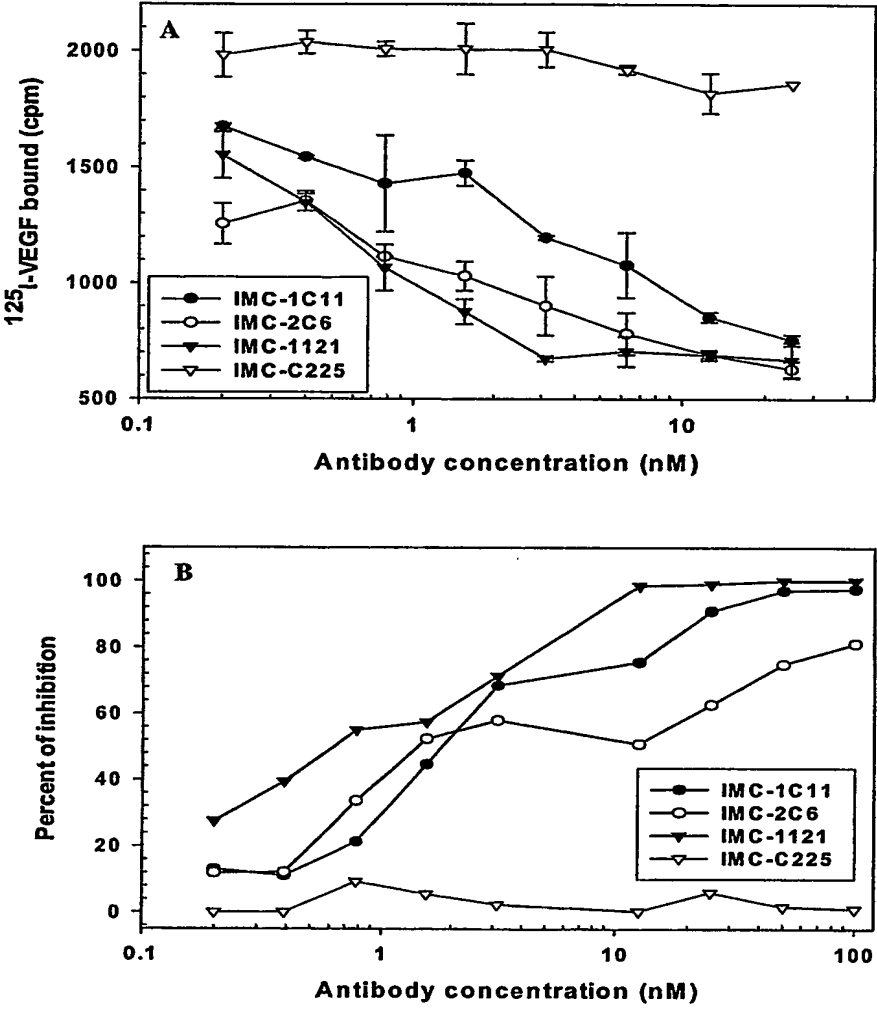 A
2000
1500
1000
500
125I-VEGF bound (cpm)
IMC-1C11
IMC-2C6
IMC-1121
IMC-C225
0.1 1 10
Antibody concentration (nM)
B
100
80
60
40
20
0
Percent of inhibition
IMC-1C11
IMC-2C6
IMC-1121
IMC-C225
0.1 1 10 100
Antibody concentration (nM)